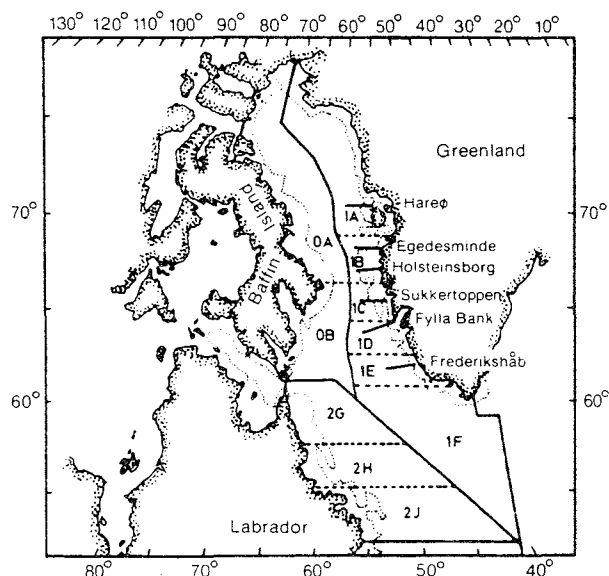 130° 120° 110° 100° 90° 80° 70° 60° 50° 40° 30° 20° 10°
Greenland
70°
70°
Hareø
1A
Baffin Island
0A
Egedesminde
1B
Holsteinsborg
Sukkertoppen
1C
Fylla Bank
0B
1D
Frederikshåb
1E
60°
60°
2G
1F
2H
2J
Labrador
80° 70° 60° 50° 40°